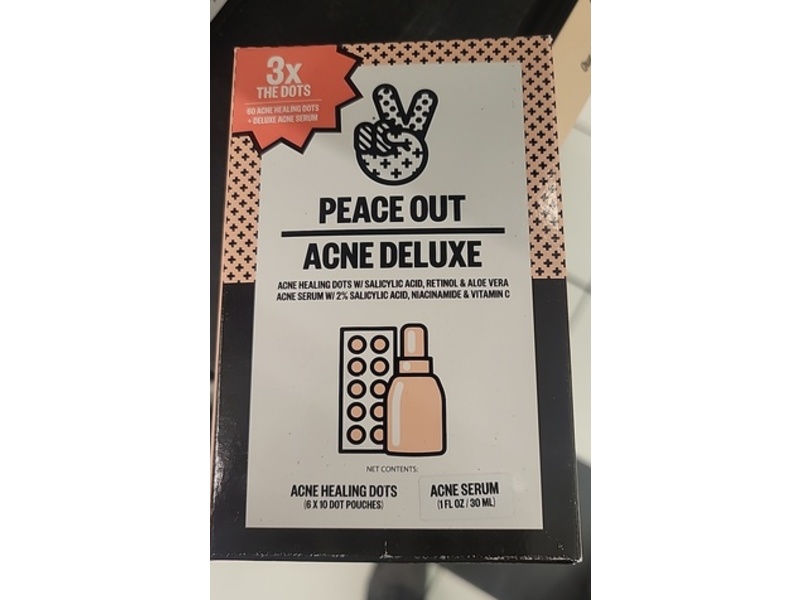 3x
THE DOTS
60 ACNE HEALING DOTS
+ DELUXE ACNE SERUM
PEACE OUT
ACNE DELUXE
ACNE HEALING DOTS W/ SALICYLIC ACID, RETINOL & ALOE VERA
ACNE SERUM W/ 2% SALICYLIC ACID, NIACINAMIDE & VITAMIN C
NET CONTENTS:
ACNE HEALING DOTS
(6 X 10 DOT POUCHES)
ACNE SERUM
(1 FL OZ / 30 ML)